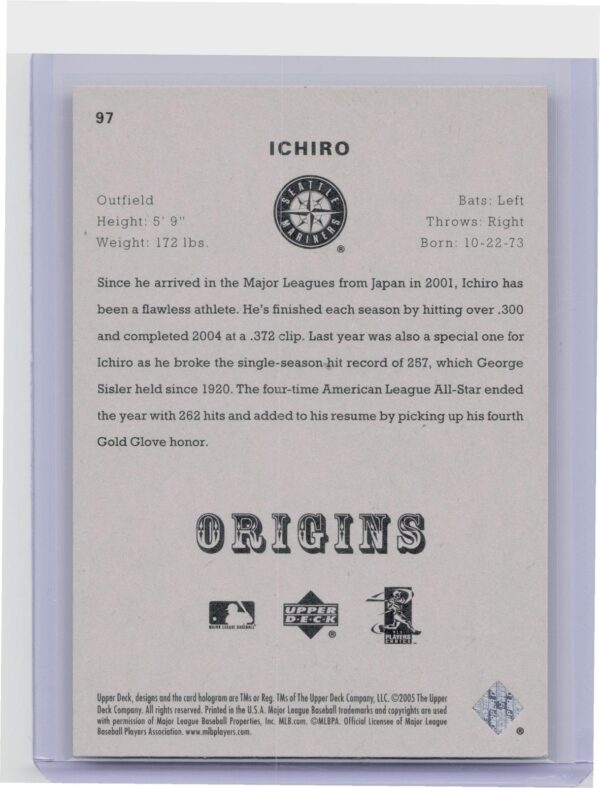 97
ICHIRO
Outfield
Height: 5' 9"
Weight: 172 lbs.
SEATTLE
MARINERS
®
Bats: Left
Throws: Right
Born: 10-22-73
Since he arrived in the Major Leagues from Japan in 2001, Ichiro has
been a flawless athlete. He's finished each season by hitting over .300
and completed 2004 at a .372 clip. Last year was also a special one for
Ichiro as he broke the single-season hit record of 257, which George
Sisler held since 1920. The four-time American League All-Star ended
the year with 262 hits and added to his resume by picking up his fourth
Gold Glove honor.
ORIGINS
MAJOR LEAGUE BASEBALL
UPPER
DECK
®
PLAYERS
CHOICE
Upper Deck, designs and the card hologram are TMs or Reg. TMs of The Upper Deck Company, LLC. ©2005 The Upper
Deck Company. All rights reserved. Printed in the U.S.A. Major League Baseball trademarks and copyrights are used
with permission of Major League Baseball Properties, Inc. MLB.com. ©MLBPA. Official Licensee of Major League
Baseball Players Association. www.mlbplayers.com.
®